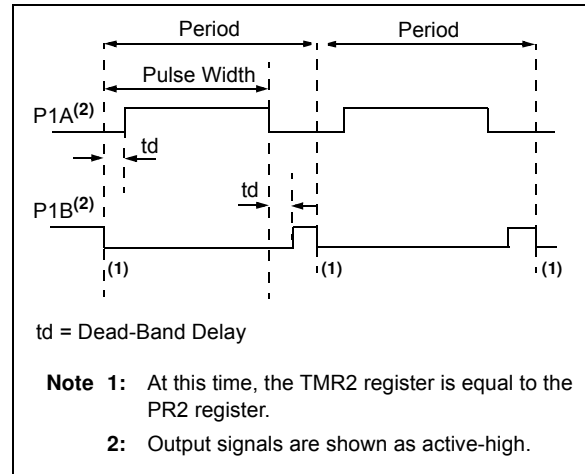 Period Period
Pulse Width
P1A(2)
td
td
P1B(2)
(1) (1) (1)
td = Dead-Band Delay
Note 1: At this time, the TMR2 register is equal to the
PR2 register.
2: Output signals are shown as active-high.